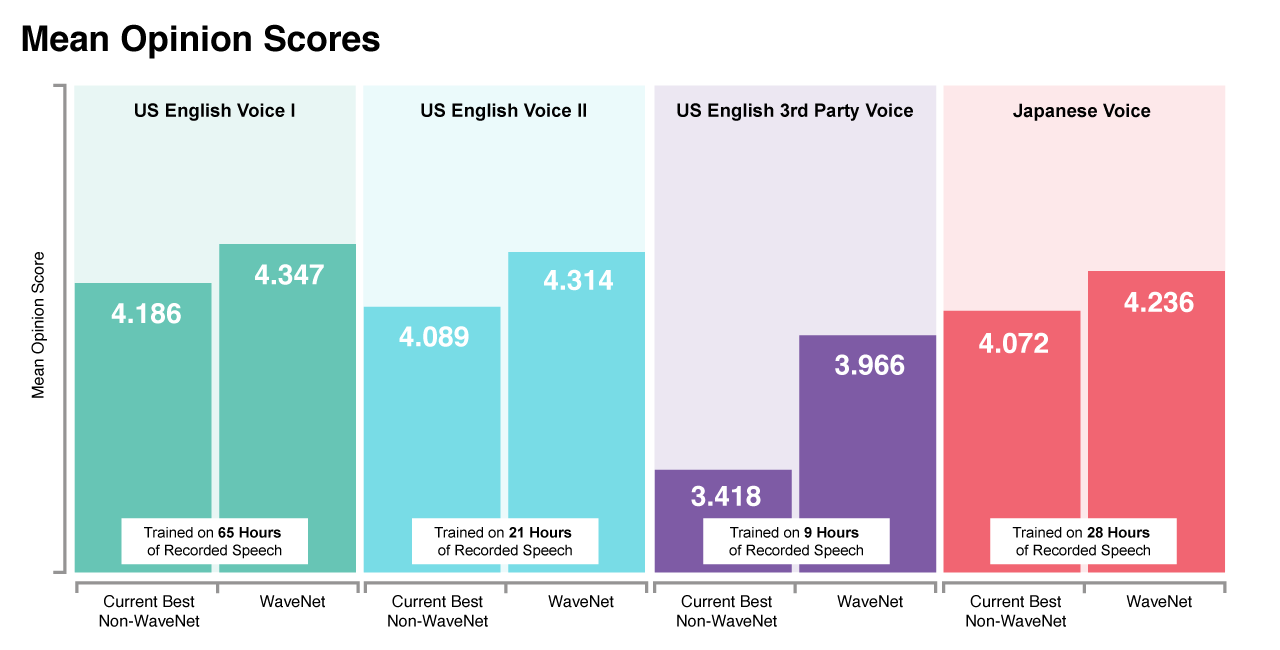 Mean Opinion Scores
Mean Opinion Score
US English Voice I
4.186
4.347
Trained on 65 Hours
of Recorded Speech
Current Best
Non-WaveNet
WaveNet
US English Voice II
4.089
4.314
Trained on 21 Hours
of Recorded Speech
Current Best
Non-WaveNet
WaveNet
US English 3rd Party Voice
3.418
3.966
Trained on 9 Hours
of Recorded Speech
Current Best
Non-WaveNet
WaveNet
Japanese Voice
4.072
4.236
Trained on 28 Hours
of Recorded Speech
Current Best
Non-WaveNet
WaveNet